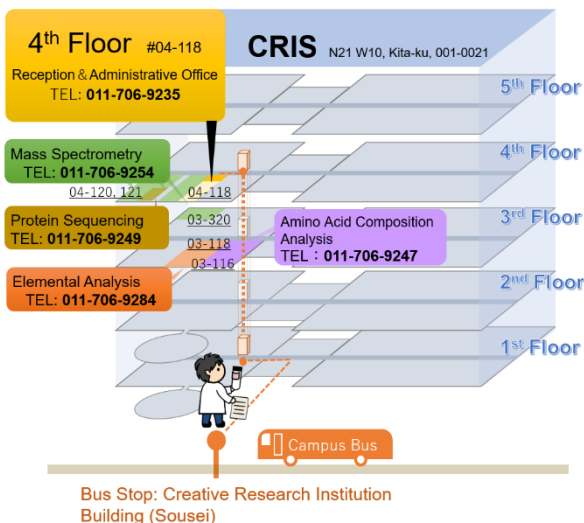 4th Floor #04-118
Reception & Administrative Office
TEL: 011-706-9235
CRIS N21 W10, Kita-ku, 001-0021
5th Floor
4th Floor
Mass Spectrometry
TEL: 011-706-9254
04-120, 121
04-118
3rd Floor
Protein Sequencing
TEL: 011-706-9249
03-320
03-118
03-116
Amino Acid Composition
Analysis
TEL：011-706-9247
Elemental Analysis
TEL: 011-706-9284
2nd Floor
1st Floor
Campus Bus
Bus Stop: Creative Research Institution
Building (Sousei)